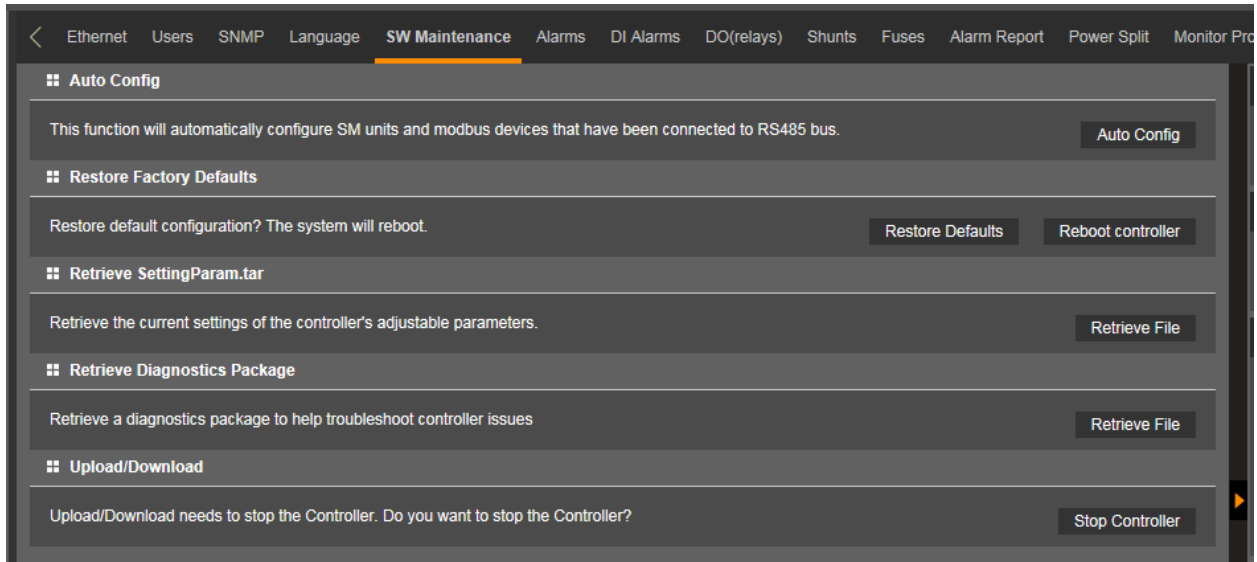 Ethernet Users SNMP Language SW Maintenance Alarms DI Alarms DO(relays) Shunts Fuses Alarm Report Power Split Monitor
Auto Config
This function will automatically configure SM units and modbus devices that have been connected to RS485 bus.
Auto Config
Restore Factory Defaults
Restore default configuration? The system will reboot.
Restore Defaults Reboot controller
Retrieve SettingParam.tar
Retrieve the current settings of the controller's adjustable parameters.
Retrieve File
Retrieve Diagnostics Package
Retrieve a diagnostics package to help troubleshoot controller issues
Retrieve File
Upload/Download
Upload/Download needs to stop the Controller. Do you want to stop the Controller?
Stop Controller